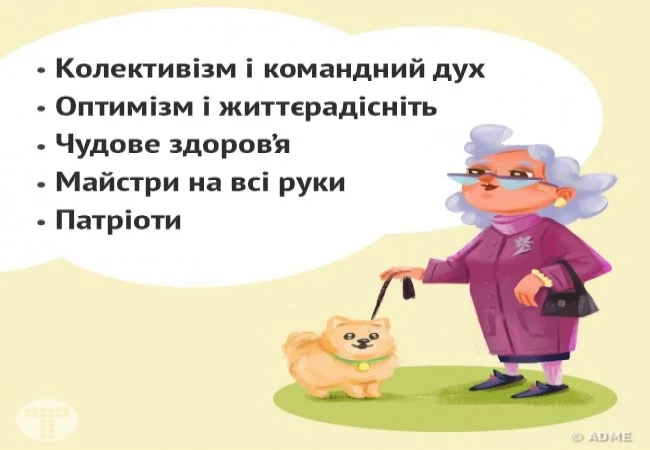 • Колективізм і командний дух
• Оптимізм і життєрадісніть
• Чудове здоров'я
• Майстри на всі руки
• Патріоти
T
© ADME